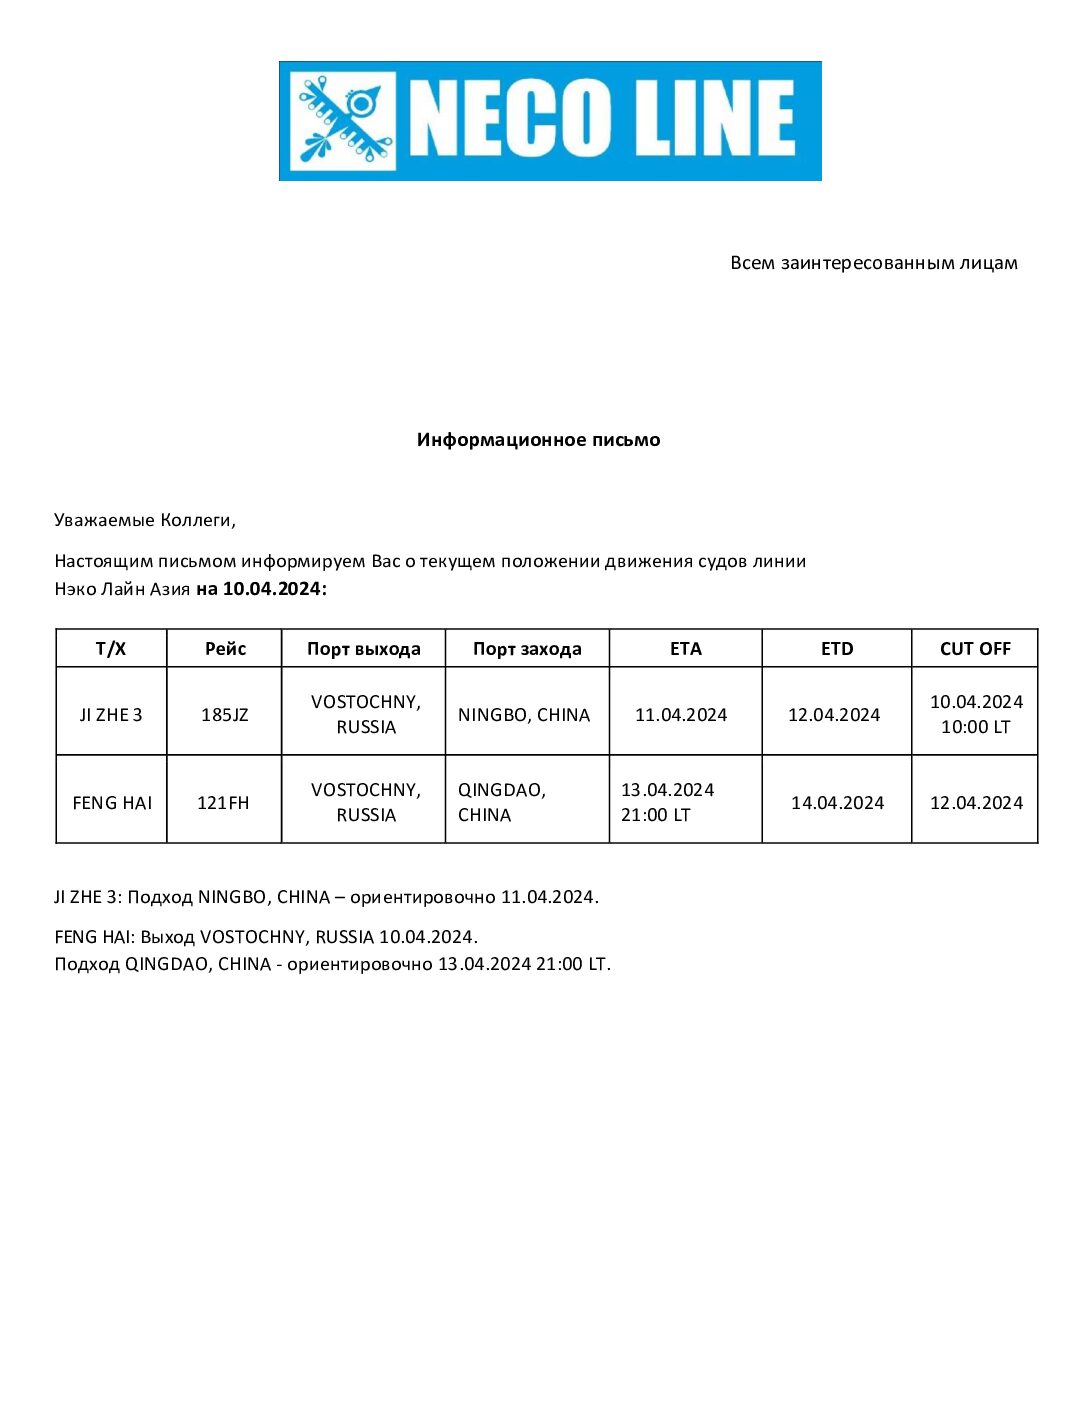 NECO LINE
Всем заинтересованным лицам
Информационное письмо
Уважаемые Коллеги,
Настоящим письмом информируем Вас о текущем положении движения судов линии
Нэко Лайн Азия на 10.04.2024:
Т/Х Рейс Порт выхода Порт захода ETA ETD CUT OFF
JI ZHE 3 185JZ VOSTOCHNY, RUSSIA NINGBO, CHINA 11.04.2024 12.04.2024 10.04.2024 10:00 LT
FENG HAI 121FH VOSTOCHNY, RUSSIA QINGDAO, CHINA 13.04.2024 21:00 LT 14.04.2024 12.04.2024
JI ZHE 3: Подход NINGBO, CHINA – ориентировочно 11.04.2024.
FENG HAI: Выход VOSTOCHNY, RUSSIA 10.04.2024.
Подход QINGDAO, CHINA - ориентировочно 13.04.2024 21:00 LT.